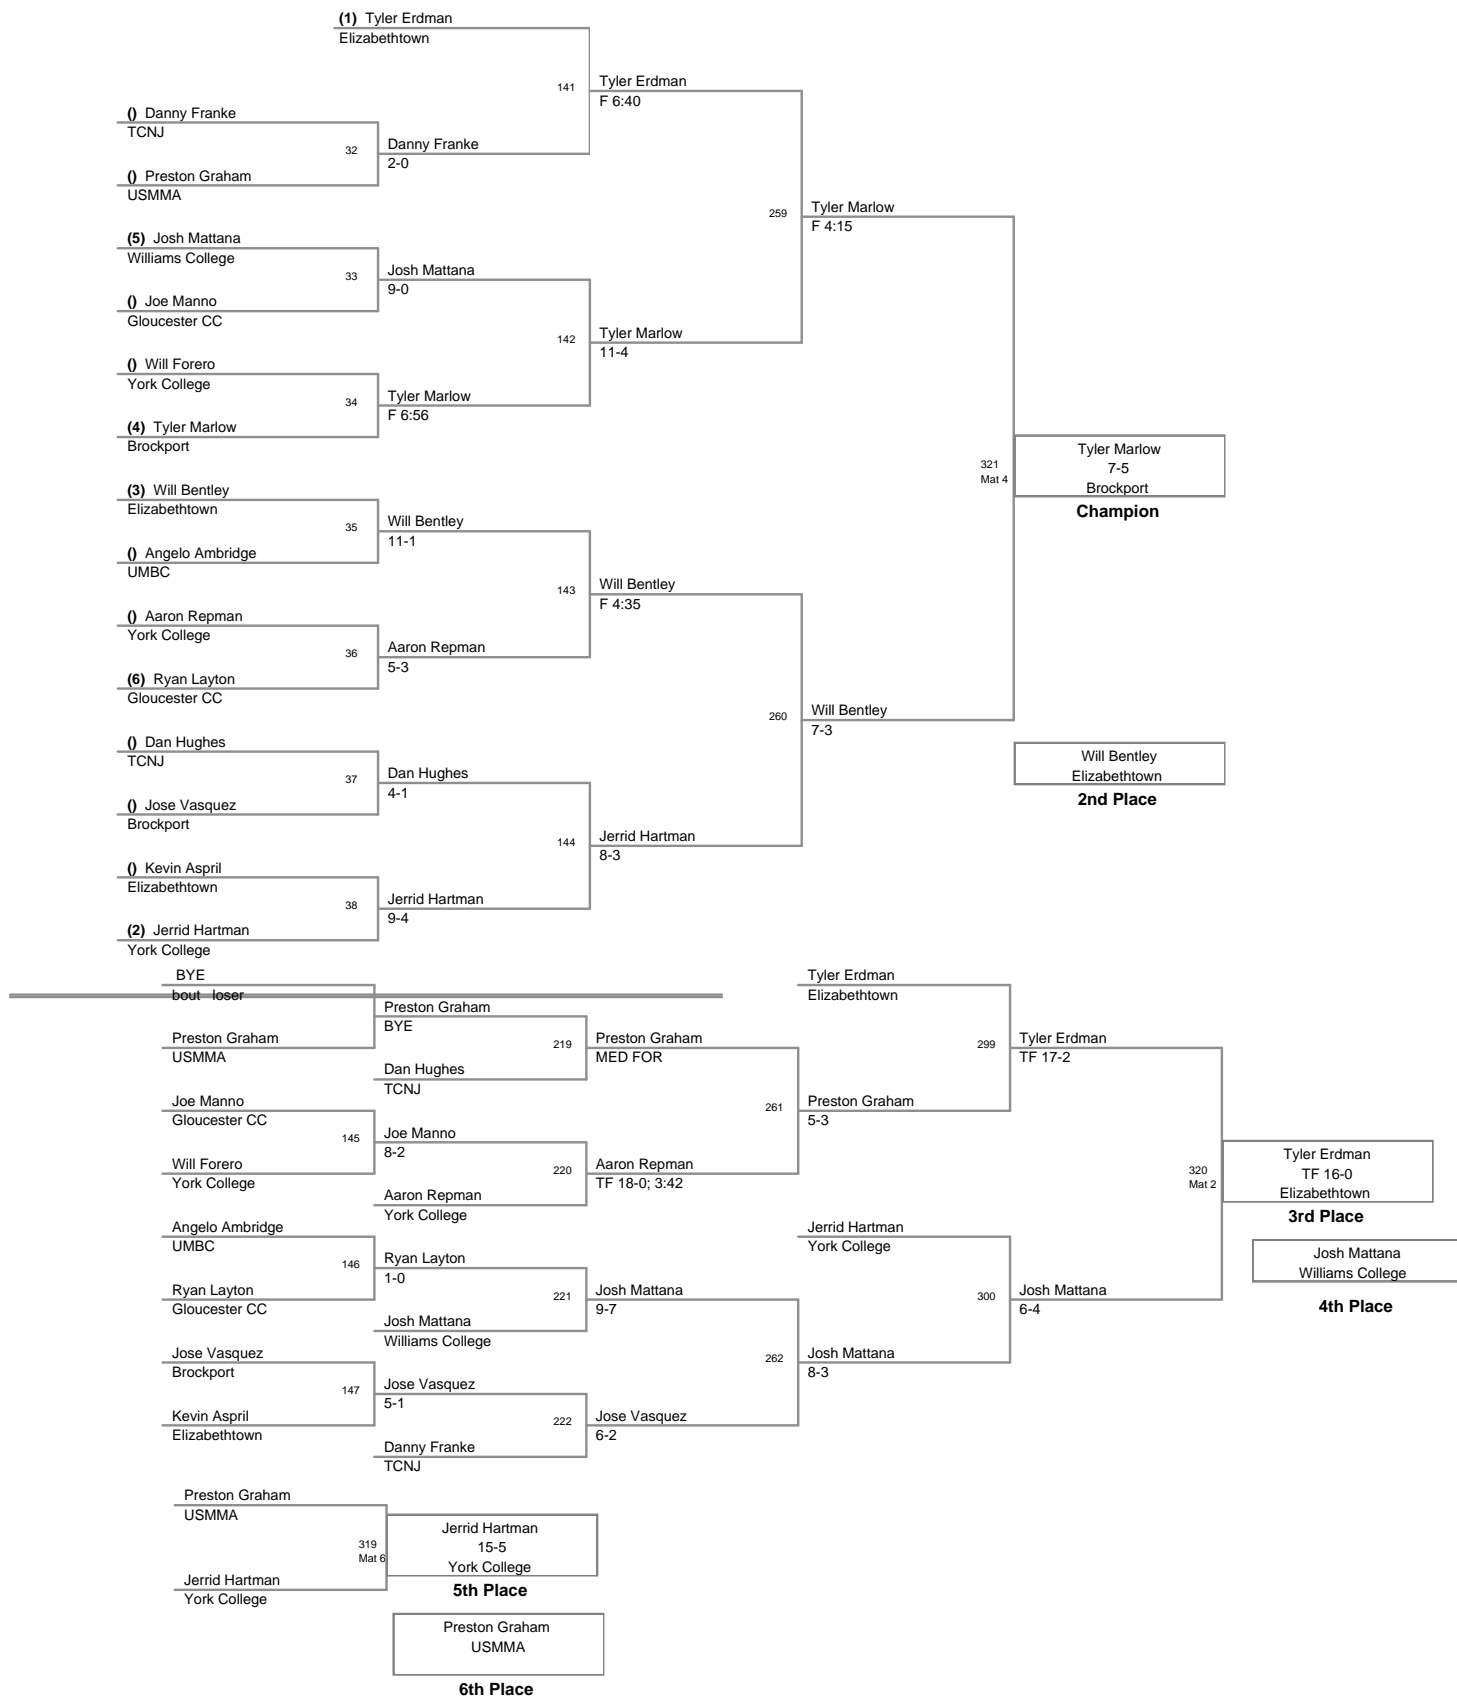 (1) Tyler Erdman
Elizabethtown
141
Tyler Erdman
F 6:40
() Danny Franke
TCNJ
32
Danny Franke
2-0
() Preston Graham
USMMA
259
Tyler Marlow
F 4:15
(5) Josh Mattana
Williams College
33
Josh Mattana
9-0
() Joe Manno
Gloucester CC
142
Tyler Marlow
11-4
() Will Forero
York College
34
Tyler Marlow
F 6:56
(4) Tyler Marlow
Brockport
321
Mat 4
Tyler Marlow
7-5
Brockport
Champion
(3) Will Bentley
Elizabethtown
35
Will Bentley
11-1
() Angelo Ambridge
UMBC
143
Will Bentley
F 4:35
() Aaron Repman
York College
36
Aaron Repman
5-3
(6) Ryan Layton
Gloucester CC
260
Will Bentley
7-3
() Dan Hughes
TCNJ
37
Dan Hughes
4-1
() Jose Vasquez
Brockport
Will Bentley
Elizabethtown
2nd Place
144
Jerrid Hartman
8-3
() Kevin Aspril
Elizabethtown
38
Jerrid Hartman
9-4
(2) Jerrid Hartman
York College
BYE
bout loser
Preston Graham
BYE
Preston Graham
USMMA
219
Preston Graham
MED FOR
Dan Hughes
TCNJ
Tyler Erdman
Elizabethtown
299
Tyler Erdman
TF 17-2
261
Preston Graham
5-3
Joe Manno
Gloucester CC
145
Joe Manno
8-2
Will Forero
York College
220
Aaron Repman
TF 18-0; 3:42
Aaron Repman
York College
320
Mat 2
Tyler Erdman
TF 16-0
Elizabethtown
3rd Place
Angelo Ambridge
UMBC
146
Ryan Layton
1-0
Ryan Layton
Gloucester CC
221
Josh Mattana
9-7
Josh Mattana
Williams College
Jerrid Hartman
York College
300
Josh Mattana
6-4
Josh Mattana
Williams College
4th Place
262
Josh Mattana
8-3
Jose Vasquez
Brockport
147
Jose Vasquez
5-1
Kevin Aspril
Elizabethtown
222
Jose Vasquez
6-2
Danny Franke
TCNJ
Preston Graham
USMMA
319
Mat 6
Jerrid Hartman
15-5
York College
5th Place
Jerrid Hartman
York College
Preston Graham
USMMA
6th Place